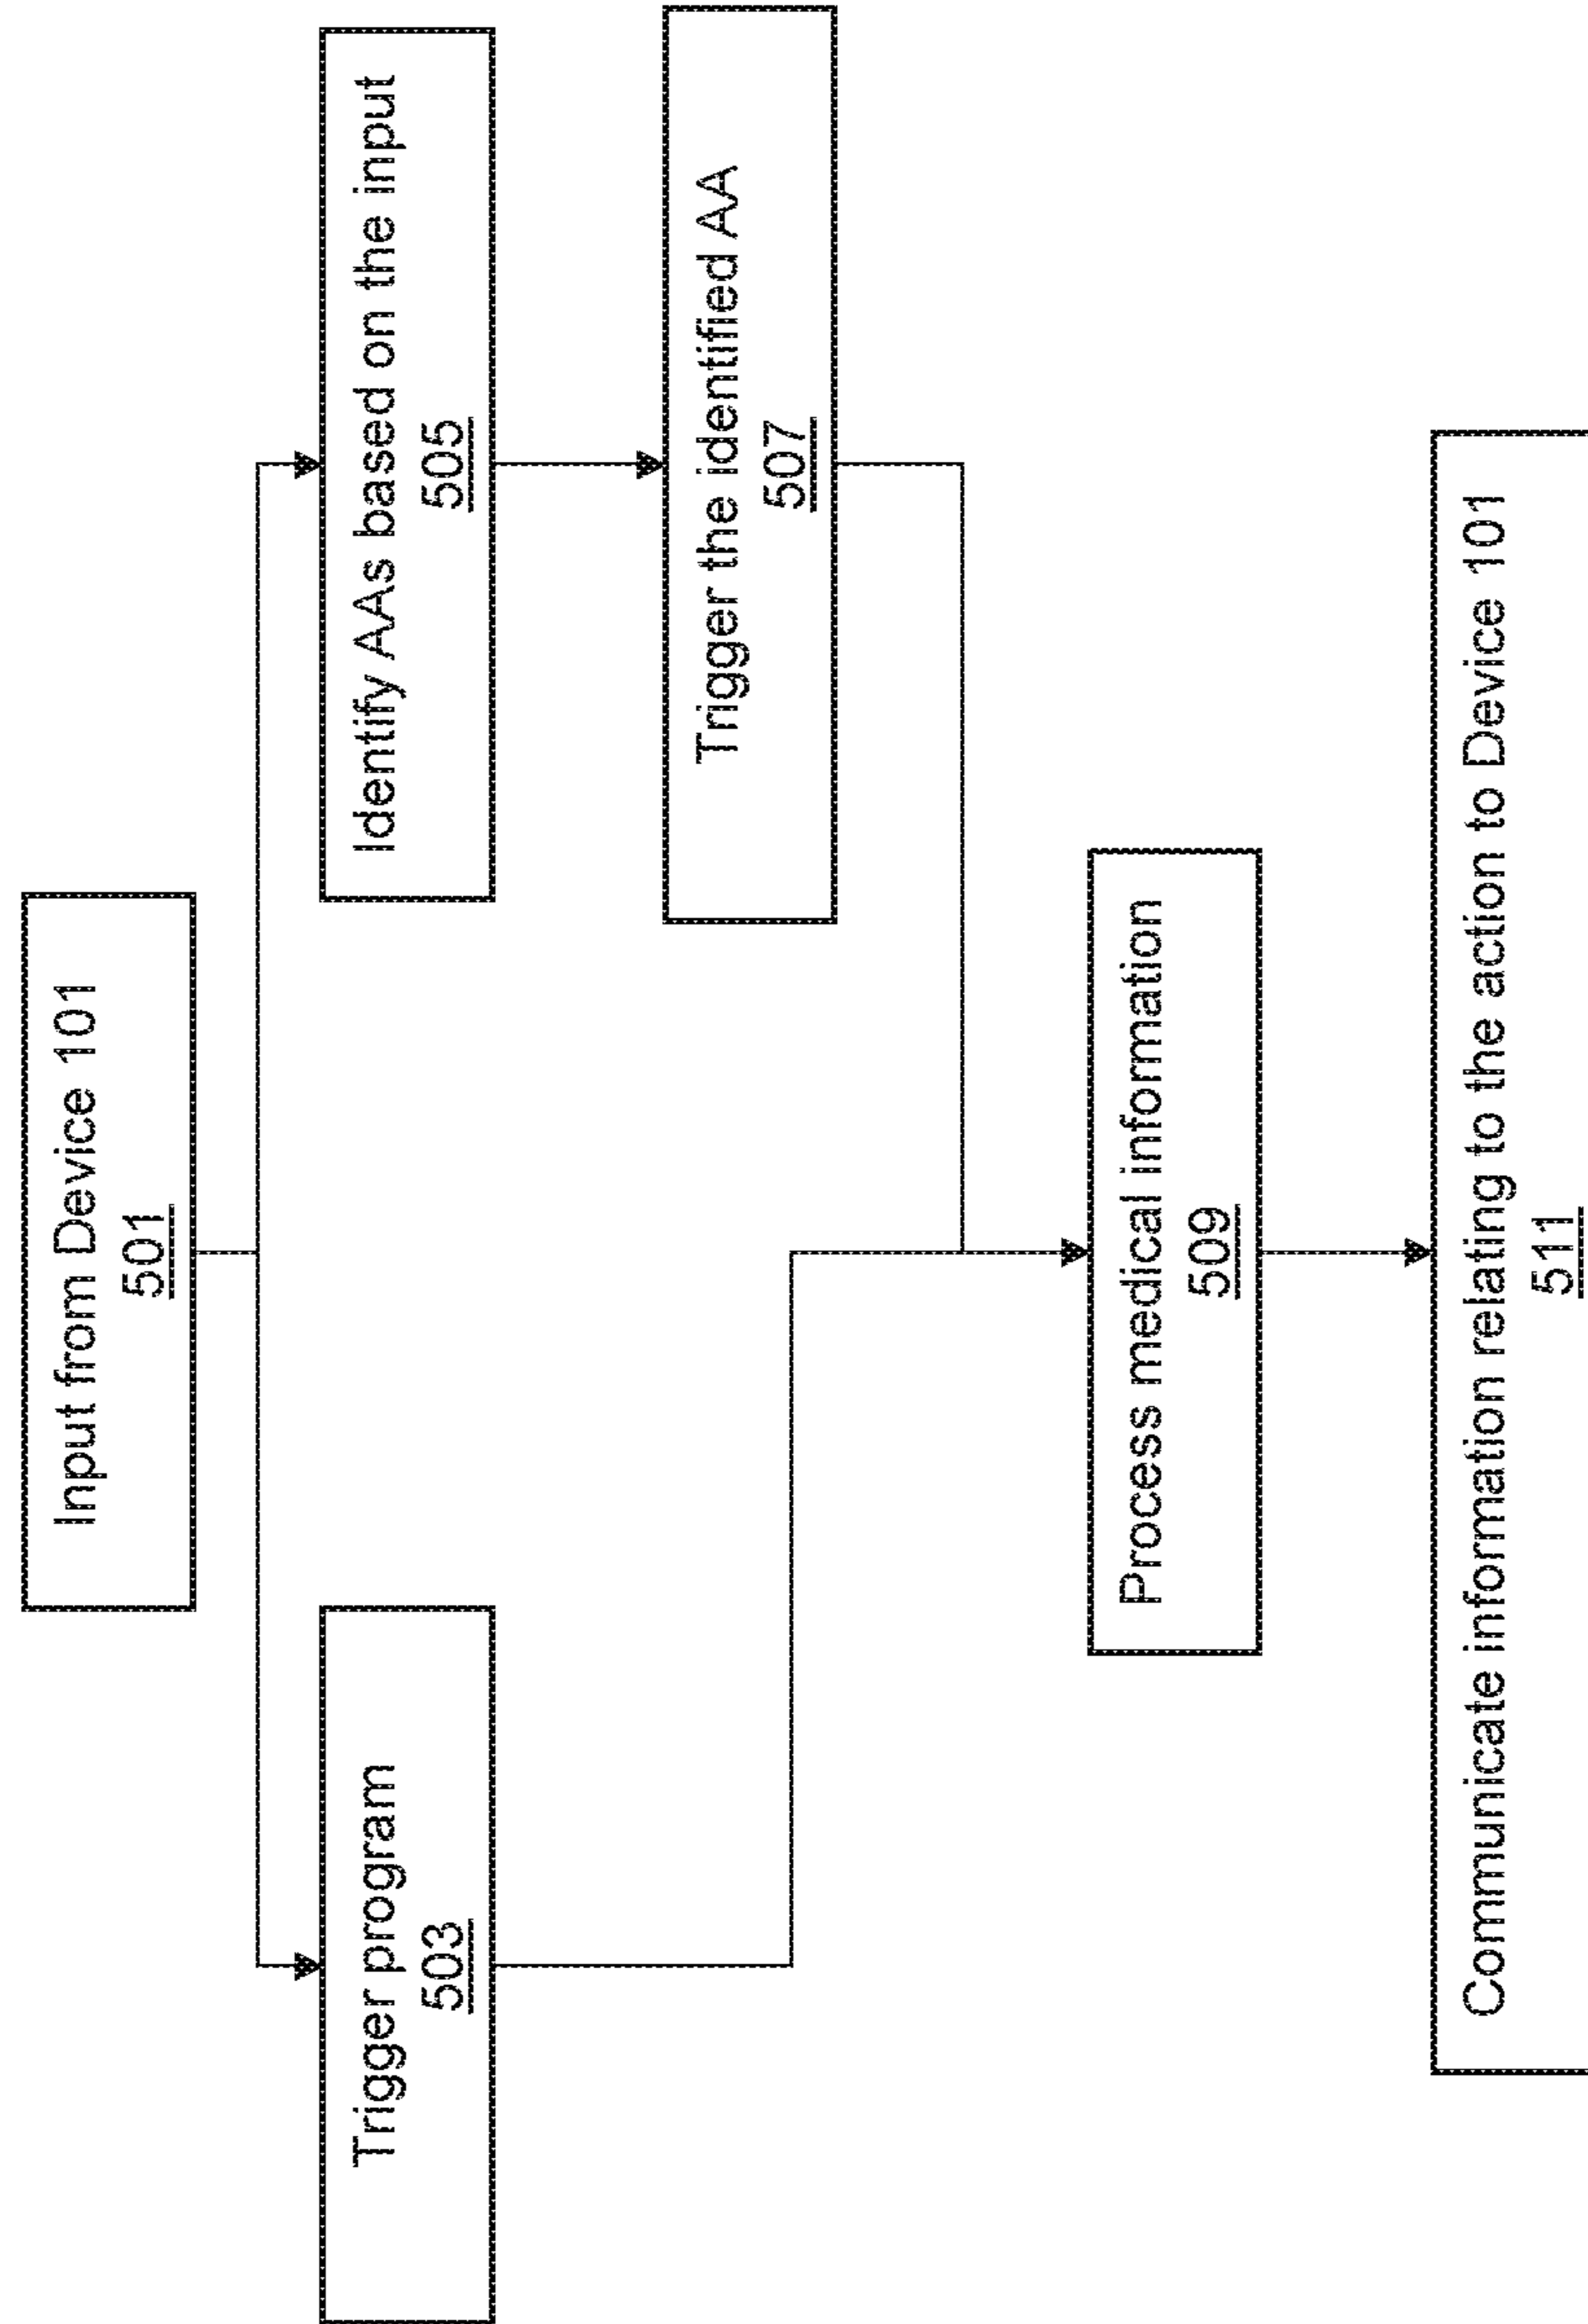 Input from Device 101
501
Trigger program
503
Identify AAs based on the input
505
Trigger the identified AA
507
Process medical information
509
Communicate information relating to the action to Device 101
511